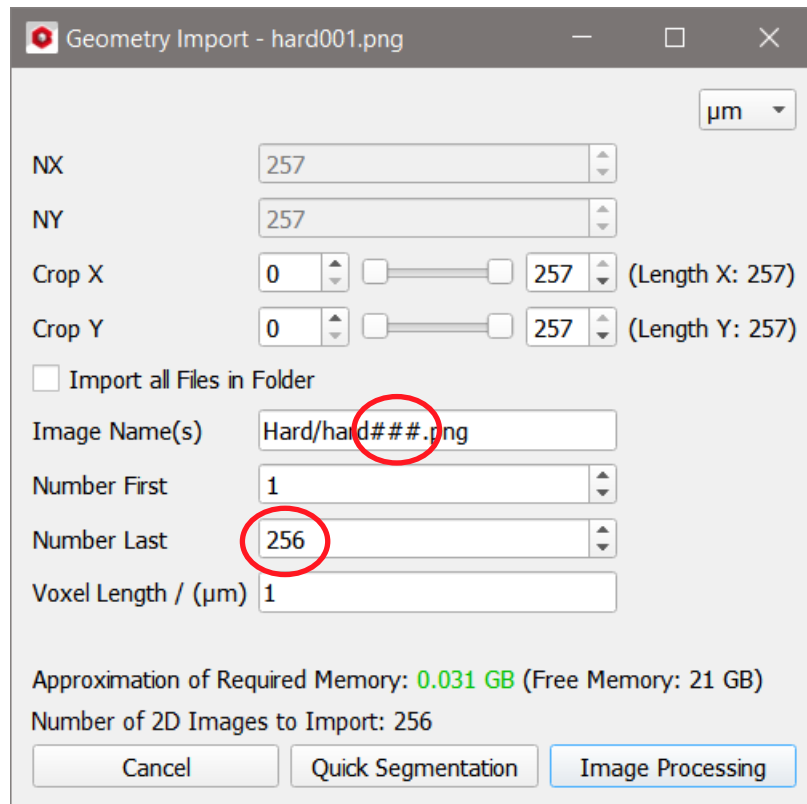 Geometry Import - hard001.png
µm
NX 257
NY 257
Crop X 0 257 (Length X: 257)
Crop Y 0 257 (Length Y: 257)
Import all Files in Folder
Image Name(s) Hard/hard###.png
Number First 1
Number Last 256
Voxel Length / (µm) 1
Approximation of Required Memory: 0.031 GB (Free Memory: 21 GB)
Number of 2D Images to Import: 256
Cancel Quick Segmentation Image Processing